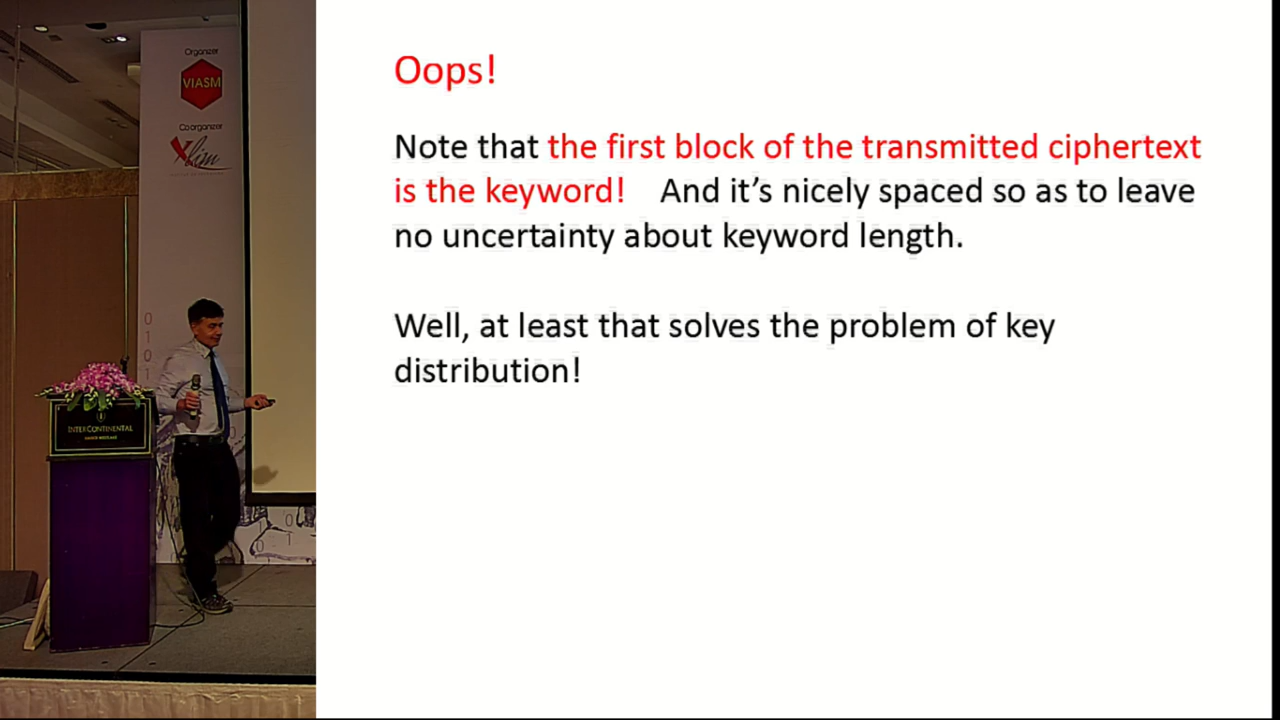 Organizer
VIASM
Coorganizer
Xlim
INTERCONTINENTAL
Oops!
Note that the first block of the transmitted ciphertext
is the keyword! And it's nicely spaced so as to leave
no uncertainty about keyword length.
Well, at least that solves the problem of key
distribution!